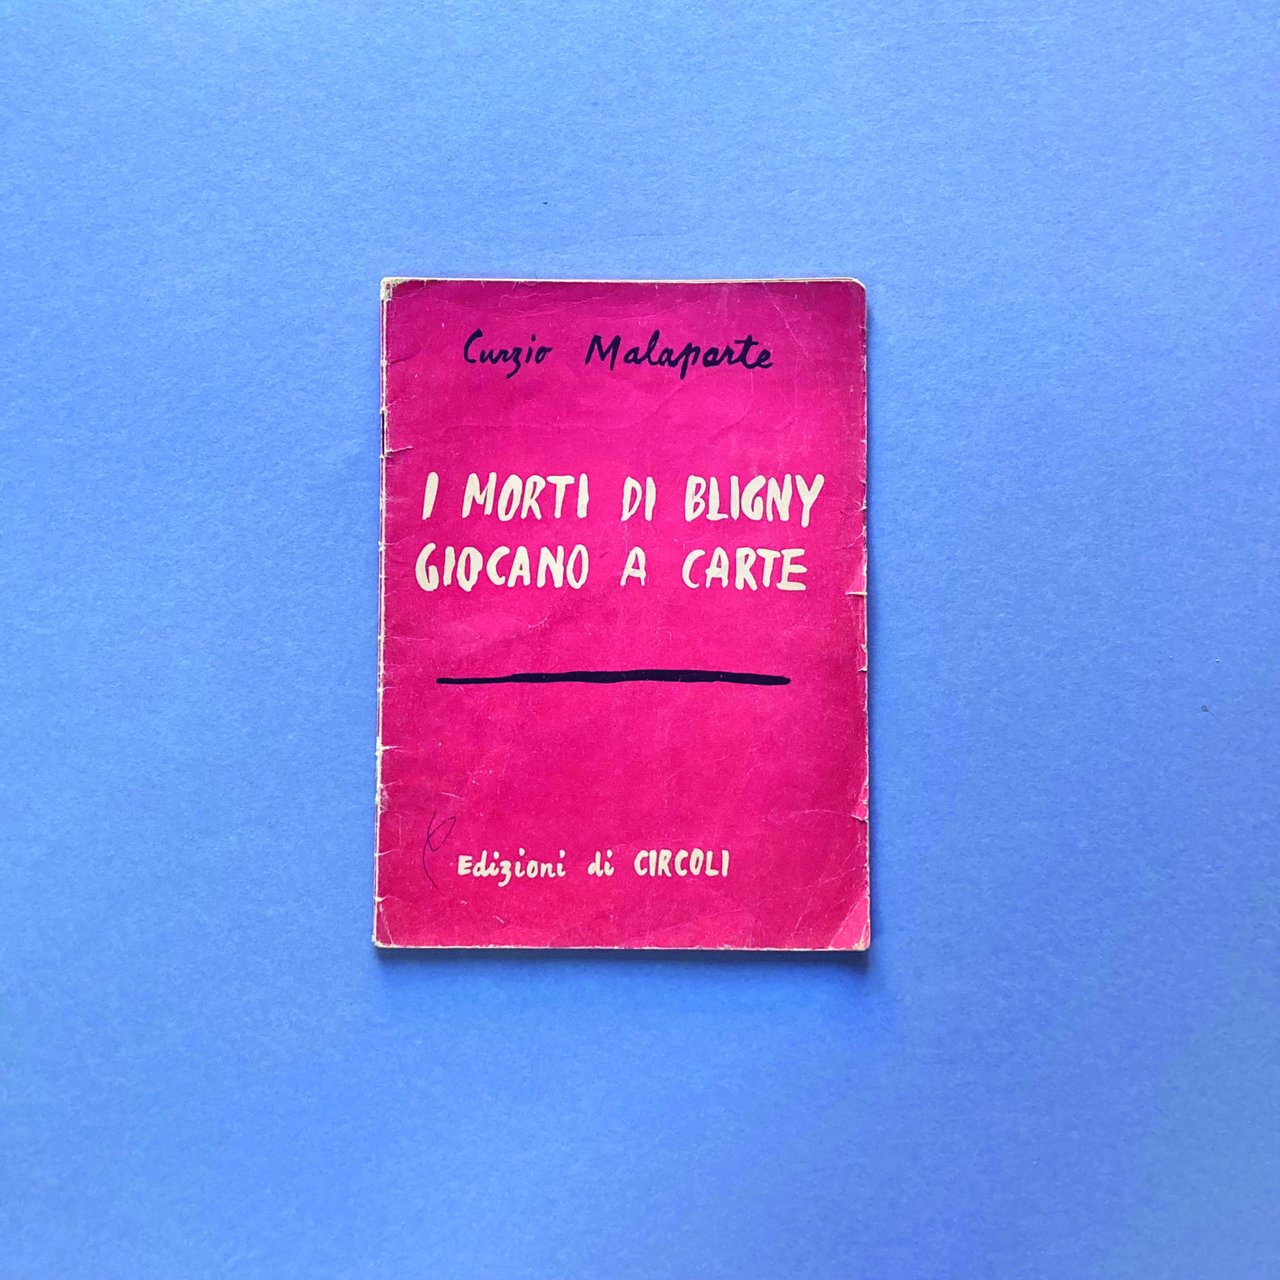 Curzio Malaparte
I MORTI DI BLIGNY
GIOCANO A CARTE
Edizioni di CIRCOLI